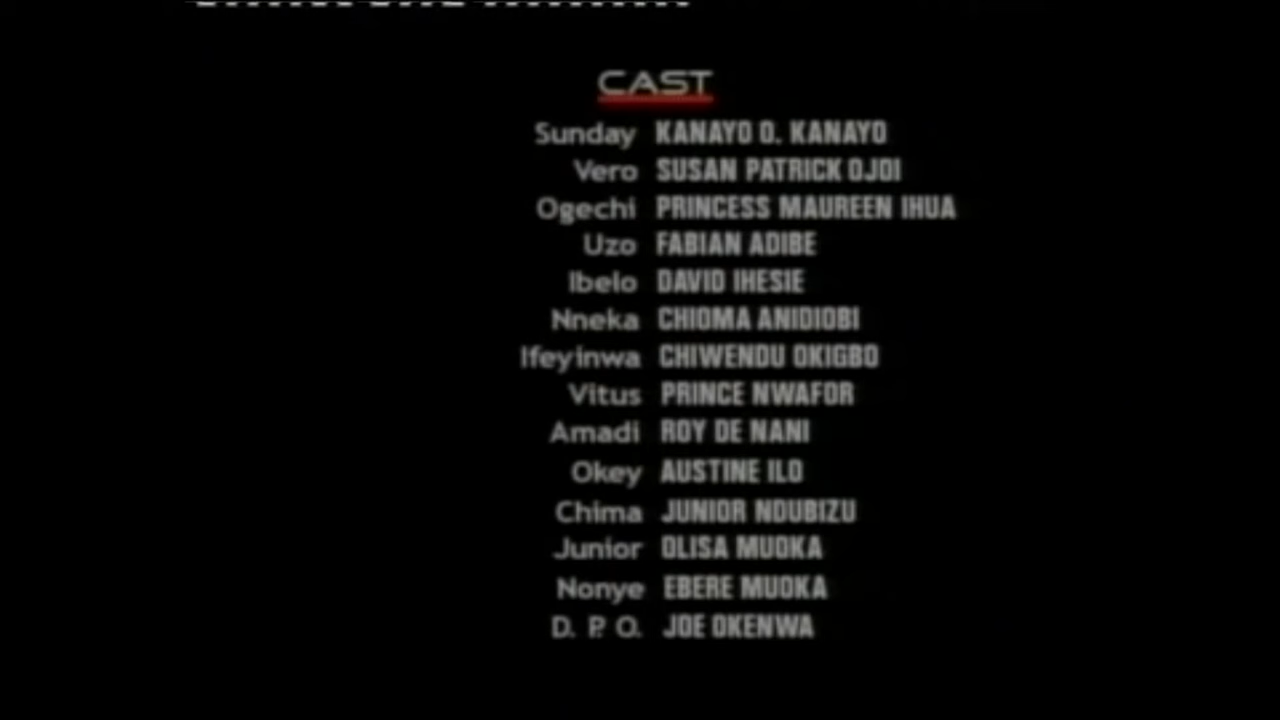 CAST
Sunday KANAYO O. KANAYO
Vero SUSAN PATRICK OJOI
Ogechi PRINCESS MAUREEN IHUA
Uzo FABIAN ADIBE
Ibelo DAVID IHESIE
Nneka CHIOMA ANIDIOBI
Ifeyinwa CHIWENDU OKIGBO
Vitus PRINCE NWAFOR
Amadi ROY DE NANI
Okey AUSTINE ILO
Chima JUNIOR NDUBIZU
Junior OLISA MUOKA
Nonye EBERE MUOKA
D. P. O. JOE OKENWA